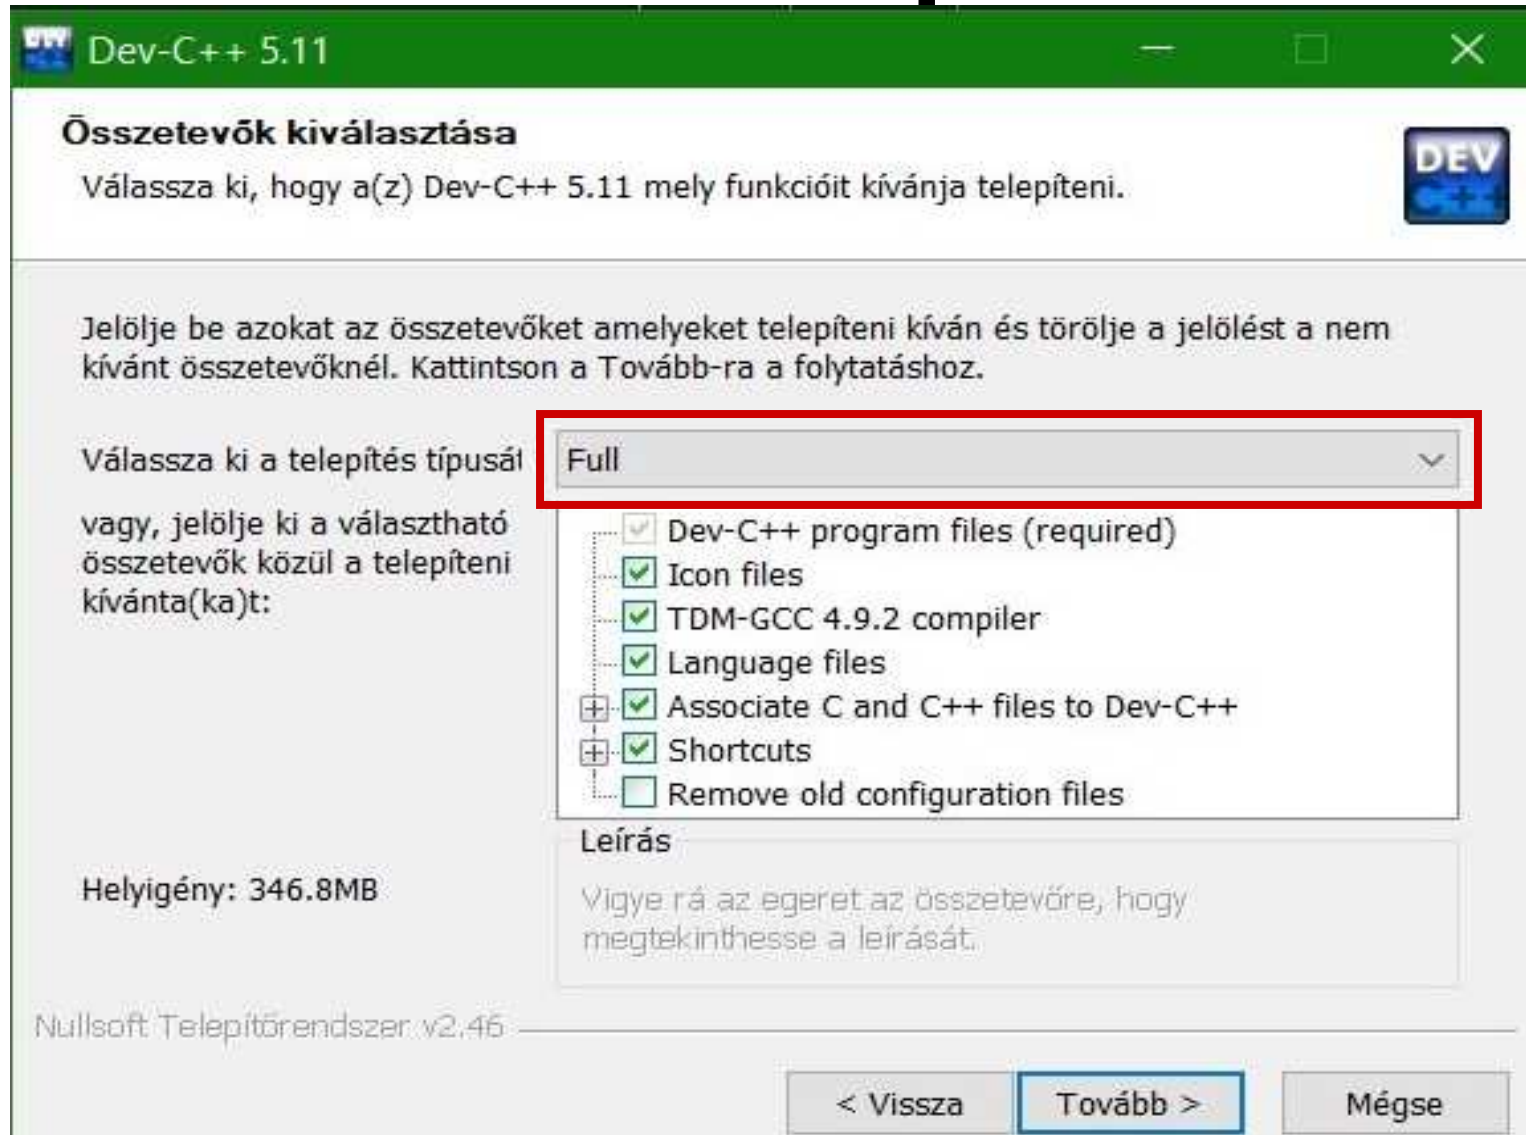 Dev-C++ 5.11
Összetevők kiválasztása
Válassza ki, hogy a(z) Dev-C++ 5.11 mely funkcióit kívánja telepíteni.
DEV
C++
Jelölje be azokat az összetevőket amelyeket telepíteni kíván és törölje a jelölést a nem
kívánt összetevőknél. Kattintson a Tovább-ra a folytatáshoz.
Válassza ki a telepítés típusát
Full
vagy, jelölje ki a választható
összetevők közül a telepíteni
kívánta(ka)t:
Dev-C++ program files (required)
Icon files
TDM-GCC 4.9.2 compiler
Language files
Associate C and C++ files to Dev-C++
Shortcuts
Remove old configuration files
Leírás
Helyigény: 346.8MB
Vigye rá az egeret az összetevőre, hogy
megtekinthesse a leírását.
Nullsoft Telepítőrendszer v2.46
< Vissza
Tovább >
Mégse